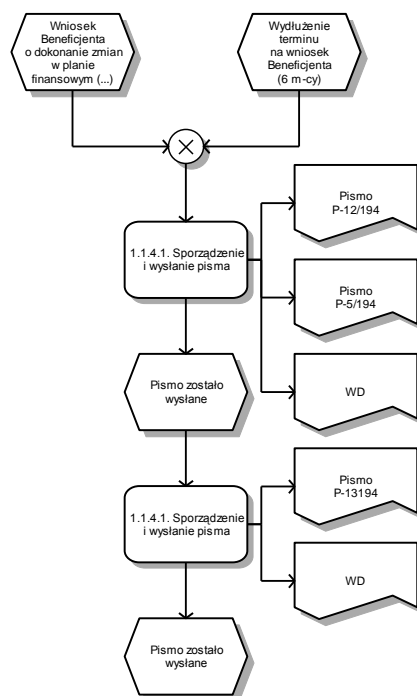 Wniosek
Beneficjenta
o dokonanie zmian
w planie
finansowym (...)
Wydłużenie
terminu
na wniosek
Beneficjenta
(6 m-cy)
Pismo
P-12/194
1.1.4.1. Sporządzenie
i wysłanie pisma
Pismo
P-5/194
Pismo zostało
wysłane
WD
Pismo
P-13194
1.1.4.1. Sporządzenie
i wysłanie pisma
WD
Pismo zostało
wysłane